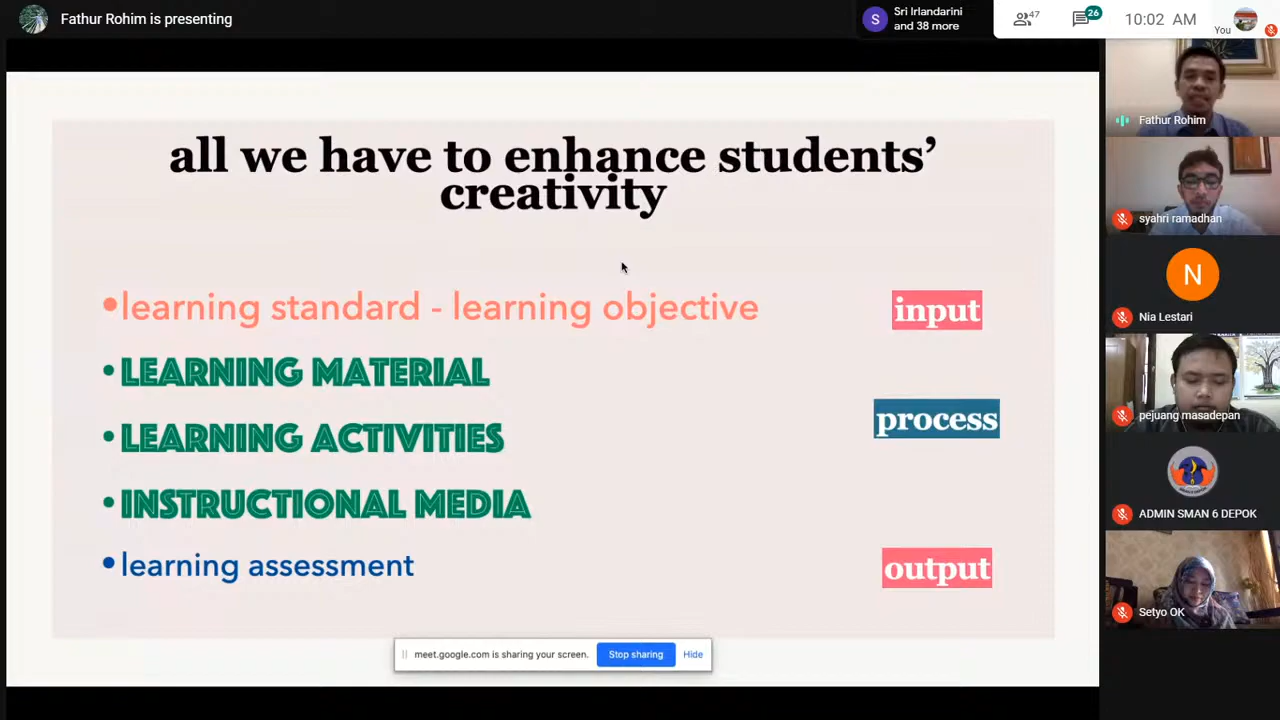 Fathur Rohim is presenting
S
Sri Irlandarini
and 38 more
47
26
10:02 AM
You
all we have to enhance students’
creativity
•learning standard - learning objective
input
•LEARNING MATERIAL
•LEARNING ACTIVITIES
process
•INSTRUCTIONAL MEDIA
•learning assessment
output
meet.google.com is sharing your screen.
Stop sharing
Hide
Fathur Rohim
syahri ramadhan
N
Nia Lestari
pejuang masadepan
ADMIN SMAN 6 DEPOK
Setyo OK